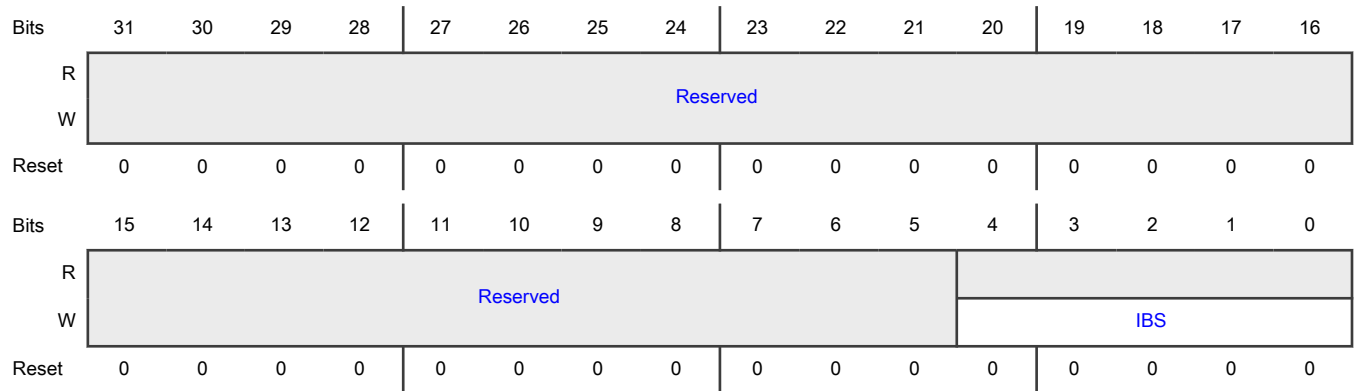 Bits 31 30 29 28 27 26 25 24 23 22 21 20 19 18 17 16
R
Reserved
W
Reset 0 0 0 0 0 0 0 0 0 0 0 0 0 0 0 0
Bits 15 14 13 12 11 10 9 8 7 6 5 4 3 2 1 0
R
Reserved
W IBS
Reset 0 0 0 0 0 0 0 0 0 0 0 0 0 0 0 0